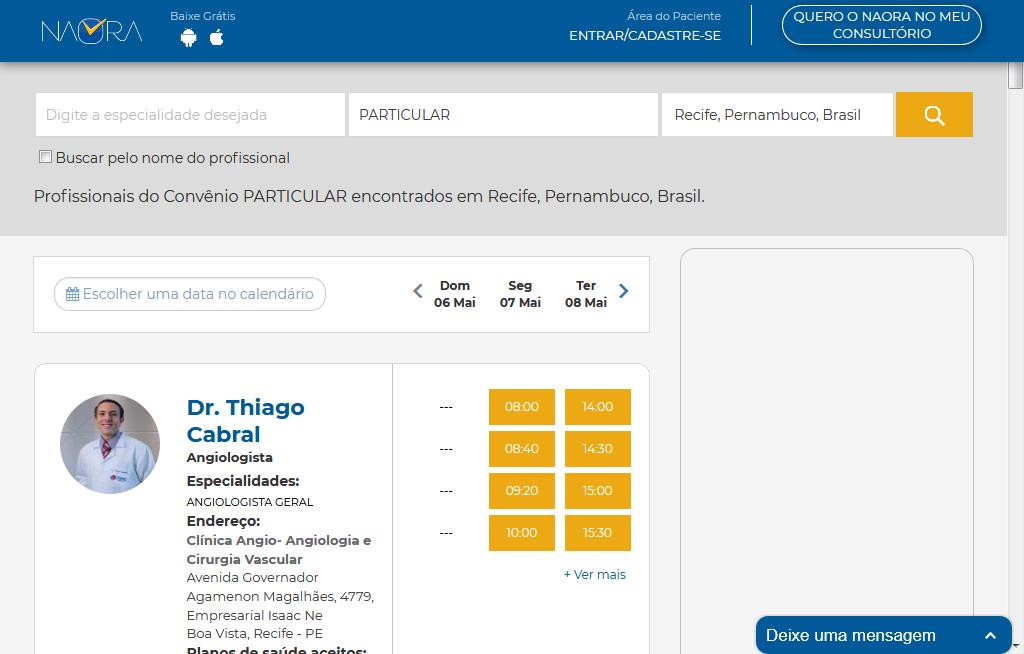 NAORA
Baixe Grátis
Área do Paciente
ENTRAR/CADASTRE-SE
QUERO O NAORA NO MEU
CONSULTÓRIO
Digite a especialidade desejada
PARTICULAR
Recife, Pernambuco, Brasil
Buscar pelo nome do profissional
Profissionais do Convênio PARTICULAR encontrados em Recife, Pernambuco, Brasil.
Escolher uma data no calendário
Dom
06 Mai
Seg
07 Mai
Ter
08 Mai
Dr. Thiago
Cabral
Angiologista
Especialidades:
ANGIOLOGISTA GERAL
Endereço:
Clínica Angio- Angiologia e
Cirurgia Vascular
Avenida Governador
Agamenon Magalhães, 4779,
Empresarial Isaac Ne
Boa Vista, Recife - PE
Planos de saúde aceitos:
--- 08:00 14:00
--- 08:40 14:30
--- 09:20 15:00
--- 10:00 15:30
+ Ver mais
Deixe uma mensagem